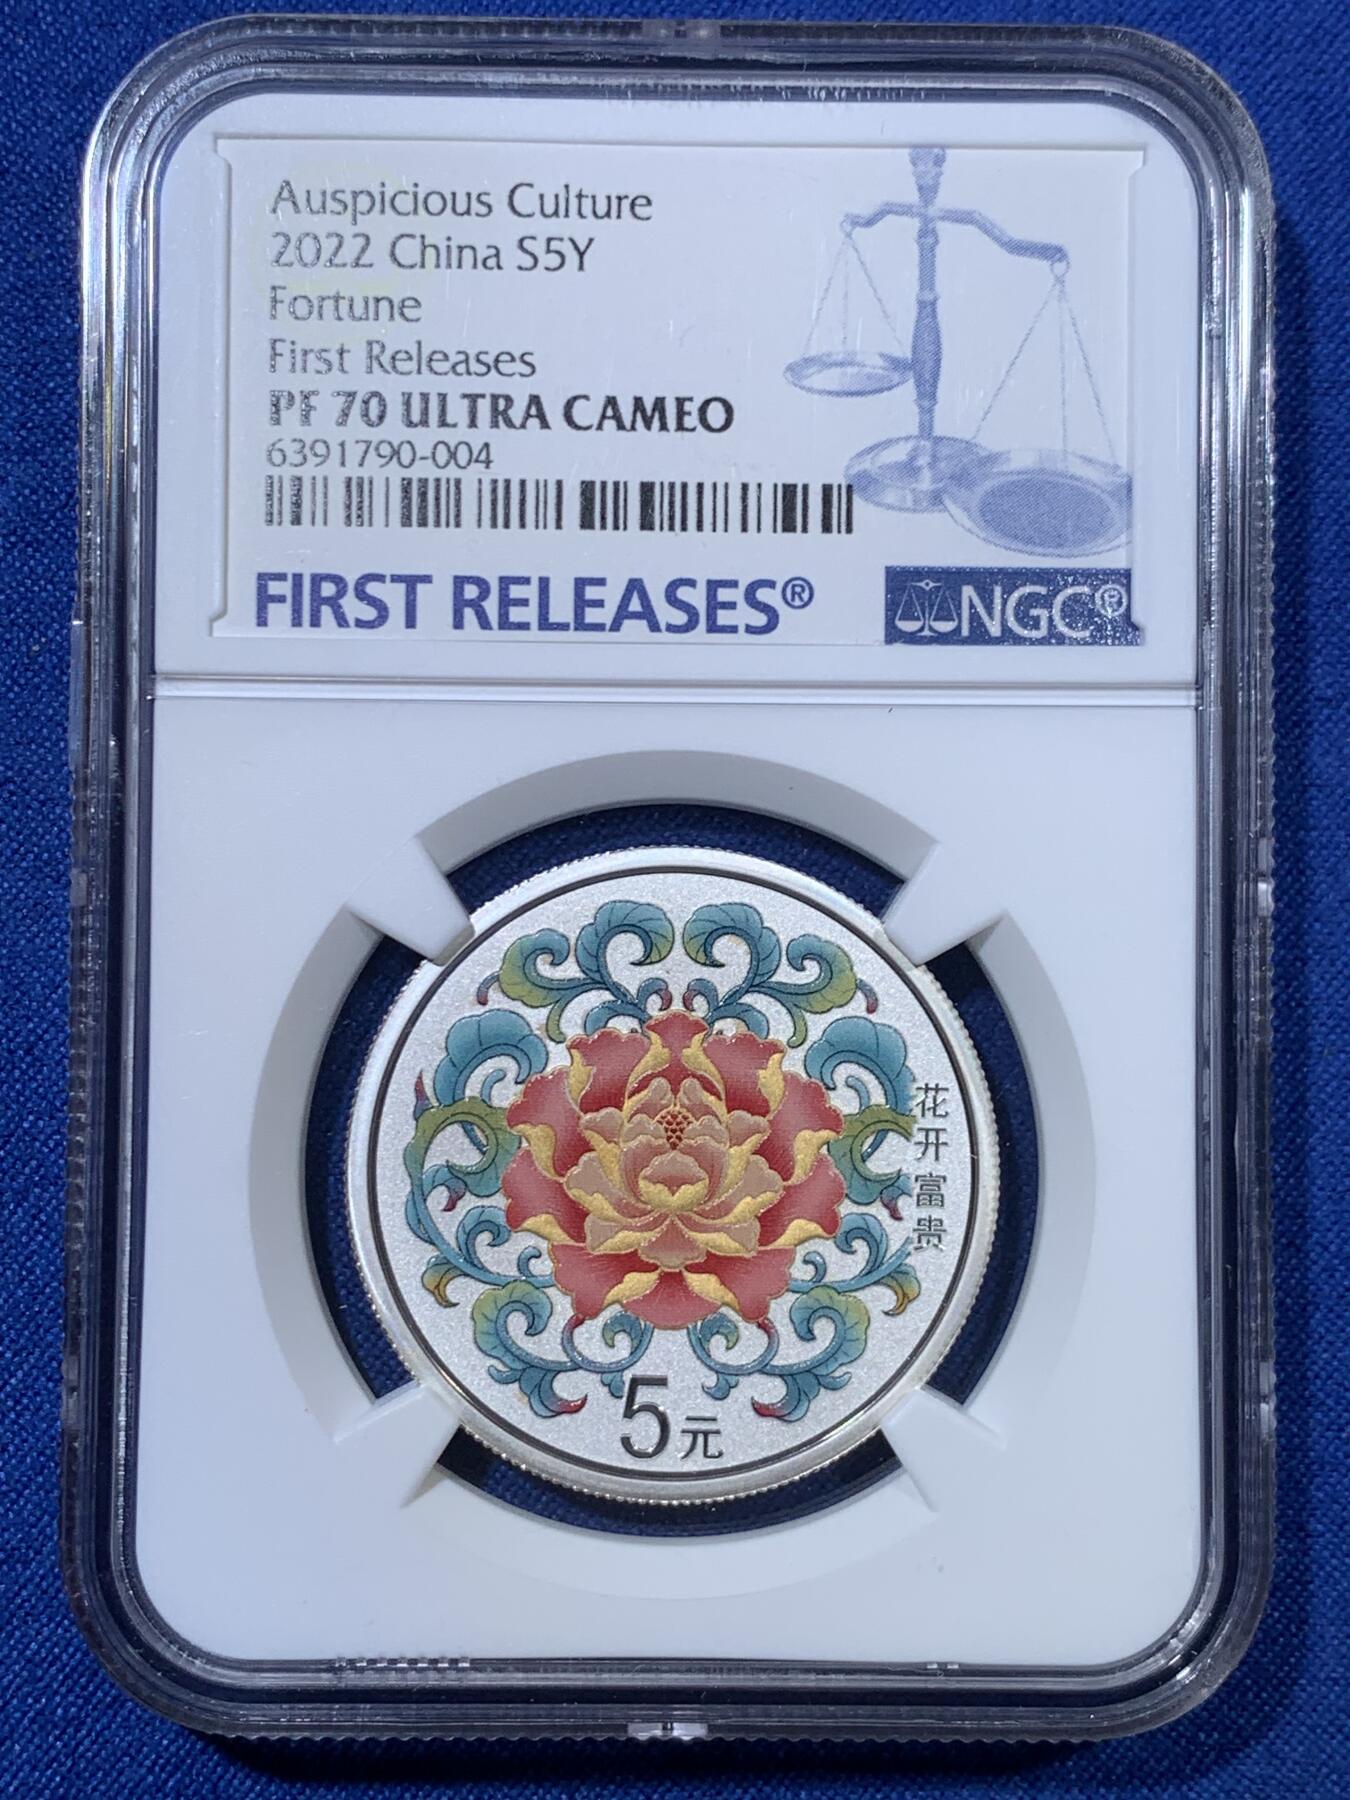 Auspicious Culture
2022 China S5Y
Fortune
First Releases
PF 70 ULTRA CAMEO
6391790-004
FIRST RELEASES®
NGC®
花开富贵
5元